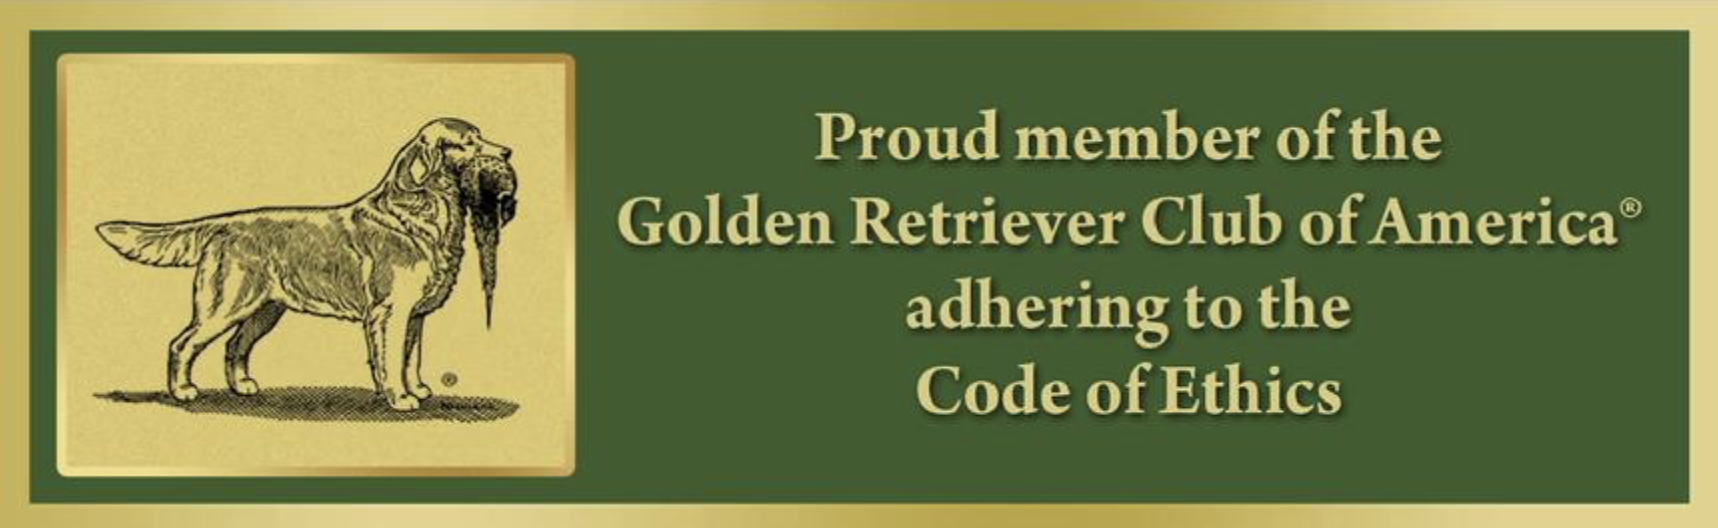 Proud member of the
Golden Retriever Club of America®
adhering to the
Code of Ethics
®